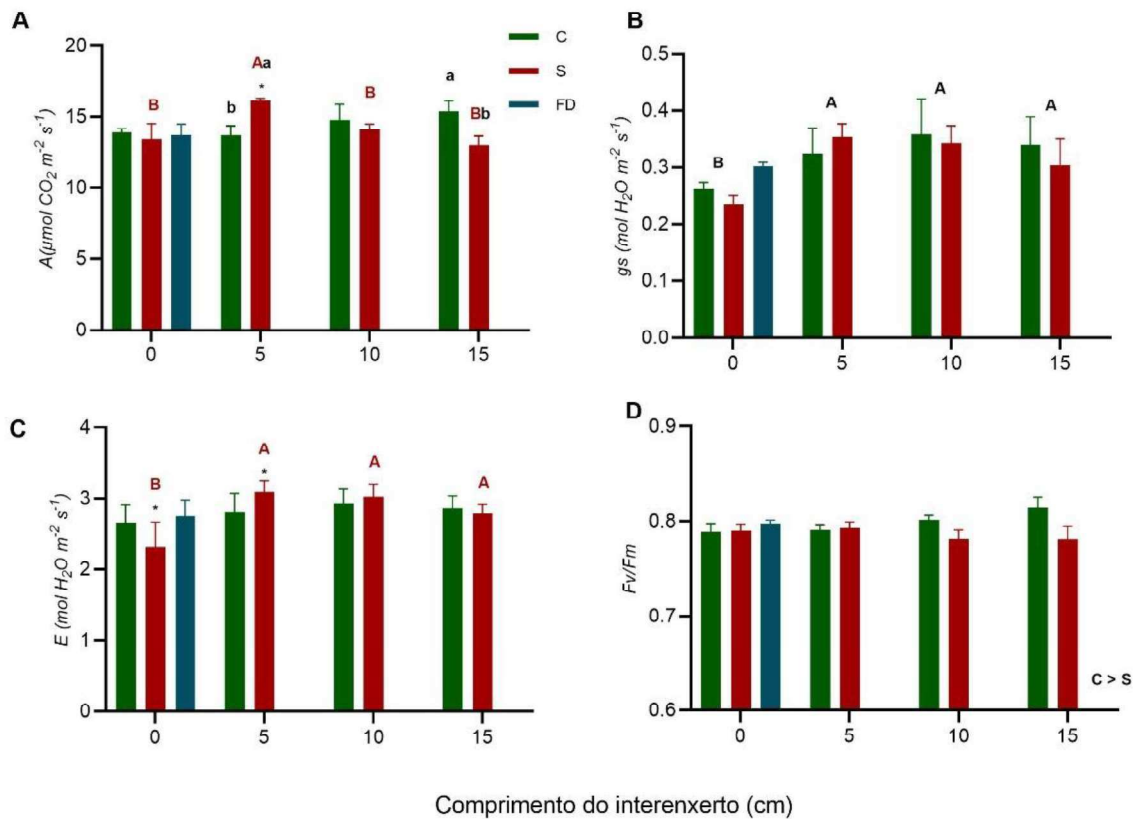 A
C
S
FD
A(µmol CO2 m-2 s-1)
20
15
10
5
0
B
b
Aa
*
B
a
Bb
0
5
10
15
B
gs (mol H2O m-2 s-1)
0.5
0.4
0.3
0.2
0.1
0.0
B
A
A
A
0
5
10
15
C
E (mol H2O m-2 s-1)
4
3
2
1
0
B
*
A
*
A
A
0
5
10
15
D
Fv/Fm
0.9
0.8
0.7
0.6
C > S
0
5
10
15
Comprimento do interenxerto (cm)